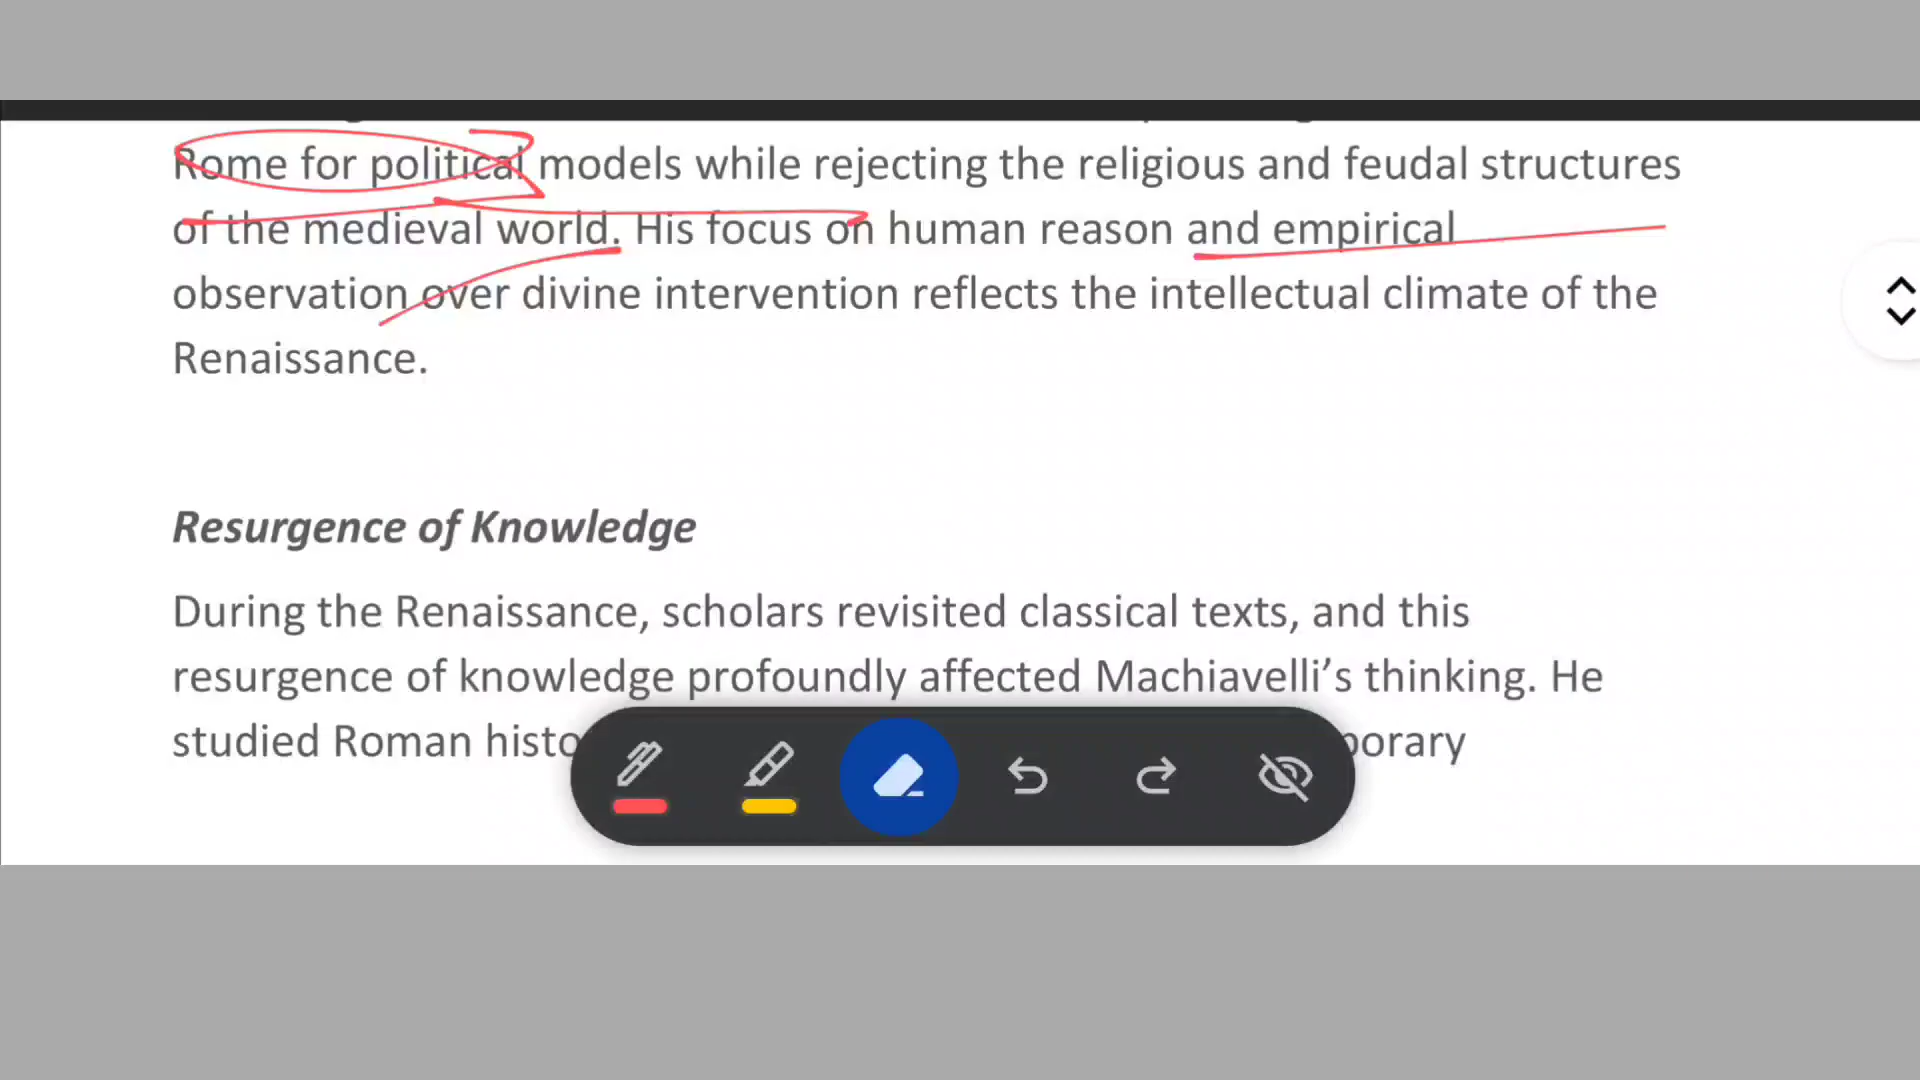 Rome for political models while rejecting the religious and feudal structures
of the medieval world. His focus on human reason and empirical
observation over divine intervention reflects the intellectual climate of the
Renaissance.
Resurgence of Knowledge
During the Renaissance, scholars revisited classical texts, and this
resurgence of knowledge profoundly affected Machiavelli’s thinking. He
studied Roman